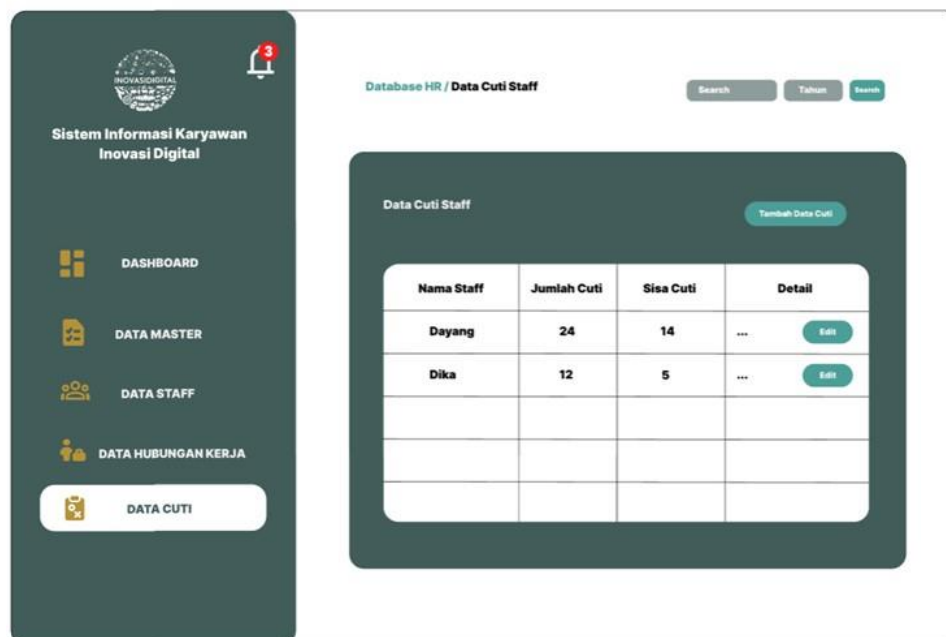 INOVASIDIGITAL
3
Sistem Informasi Karyawan
Inovasi Digital
DASHBOARD
DATA MASTER
DATA STAFF
DATA HUBUNGAN KERJA
DATA CUTI
Database HR / Data Cuti Staff
Search Tahun Search
Data Cuti Staff
Tambah Data Cuti
Nama Staff Jumlah Cuti Sisa Cuti Detail
Dayang 24 14 ... Edit
Dika 12 5 ... Edit